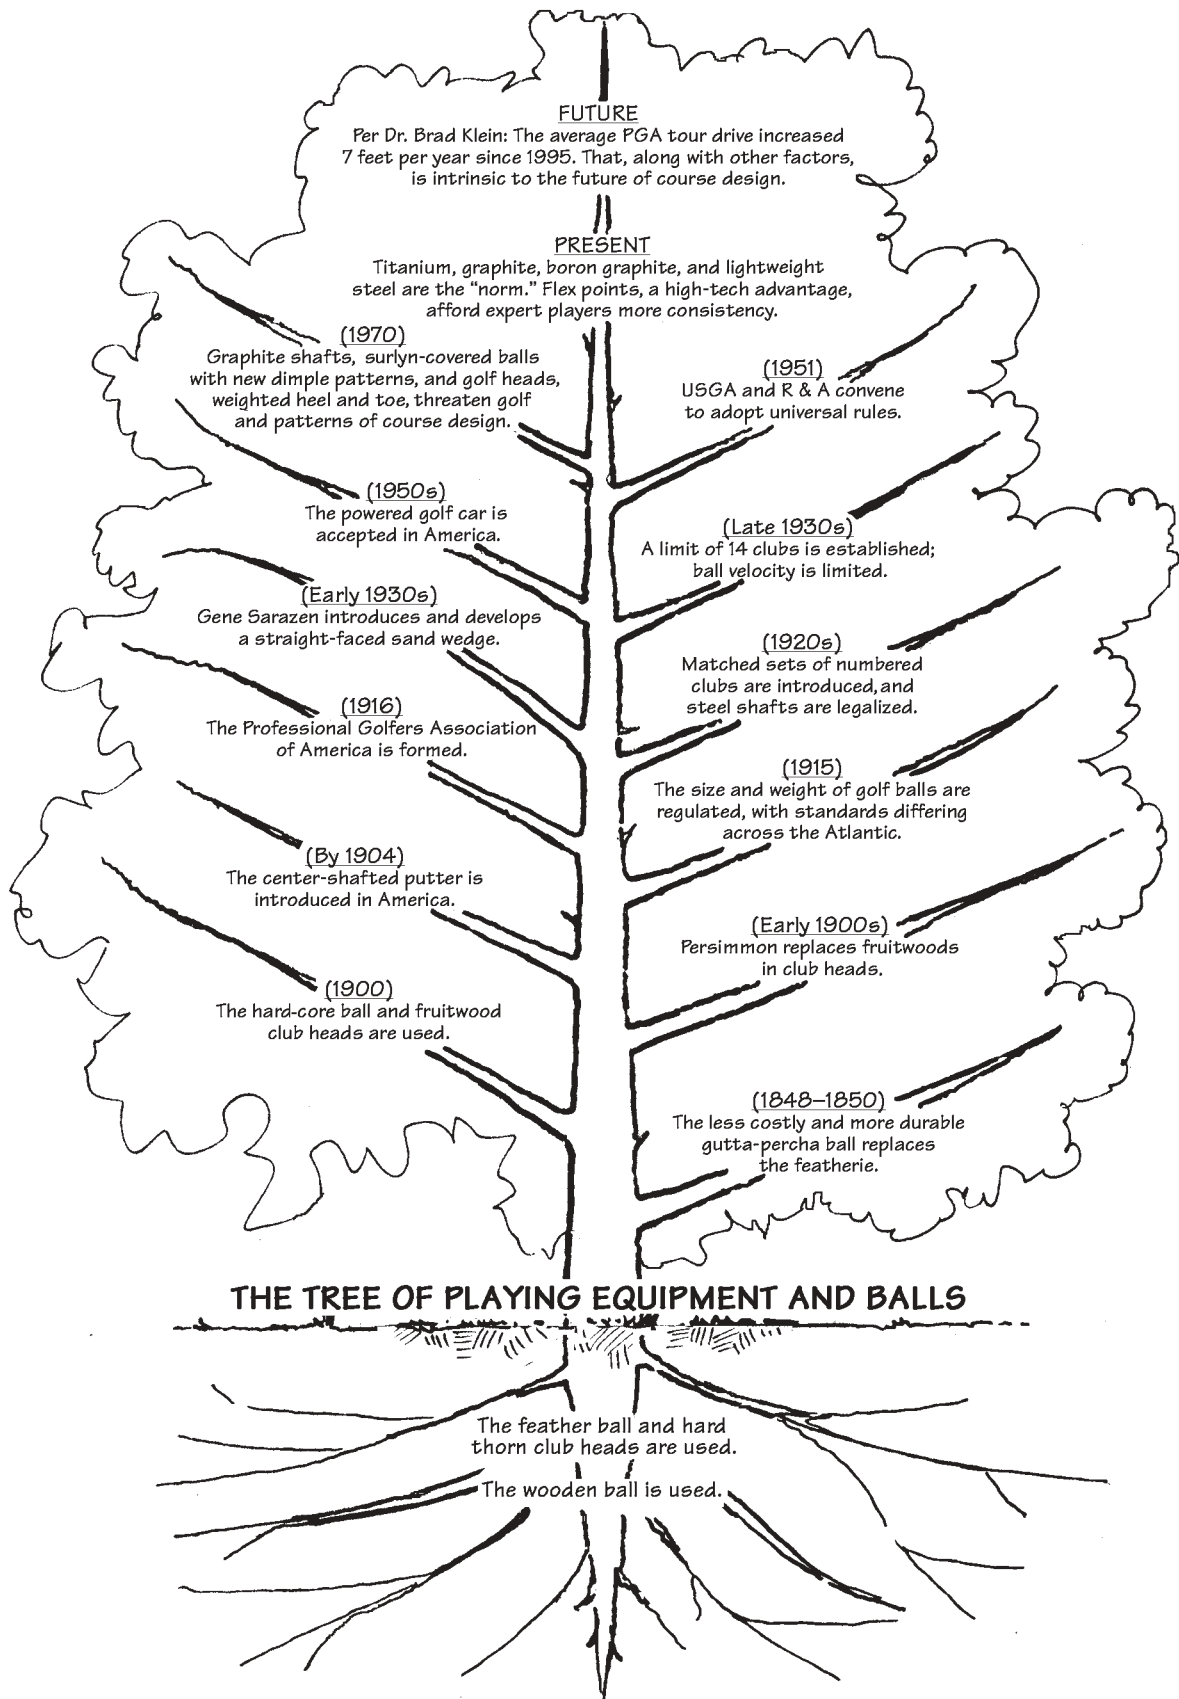 FUTURE
Per Dr. Brad Klein: The average PGA tour drive increased
7 feet per year since 1995. That, along with other factors,
is intrinsic to the future of course design.
PRESENT
Titanium, graphite, boron graphite, and lightweight
steel are the “norm.” Flex points, a high-tech advantage,
afford expert players more consistency.
(1970)
Graphite shafts, surlyn-covered balls
with new dimple patterns, and golf heads,
weighted heel and toe, threaten golf
and patterns of course design.
(1951)
USGA and R & A convene
to adopt universal rules.
(1950s)
The powered golf car is
accepted in America.
(Late 1930s)
A limit of 14 clubs is established;
ball velocity is limited.
(Early 1930s)
Gene Sarazen introduces and develops
a straight-faced sand wedge.
(1920s)
Matched sets of numbered
clubs are introduced, and
steel shafts are legalized.
(1916)
The Professional Golfers Association
of America is formed.
(1915)
The size and weight of golf balls are
regulated, with standards differing
across the Atlantic.
(By 1904)
The center-shafted putter is
introduced in America.
(Early 1900s)
Persimmon replaces fruitwoods
in club heads.
(1900)
The hard-core ball and fruitwood
club heads are used.
(1848–1850)
The less costly and more durable
gutta-percha ball replaces
the featherie.
THE TREE OF PLAYING EQUIPMENT AND BALLS
The feather ball and hard
thorn club heads are used.
The wooden ball is used.